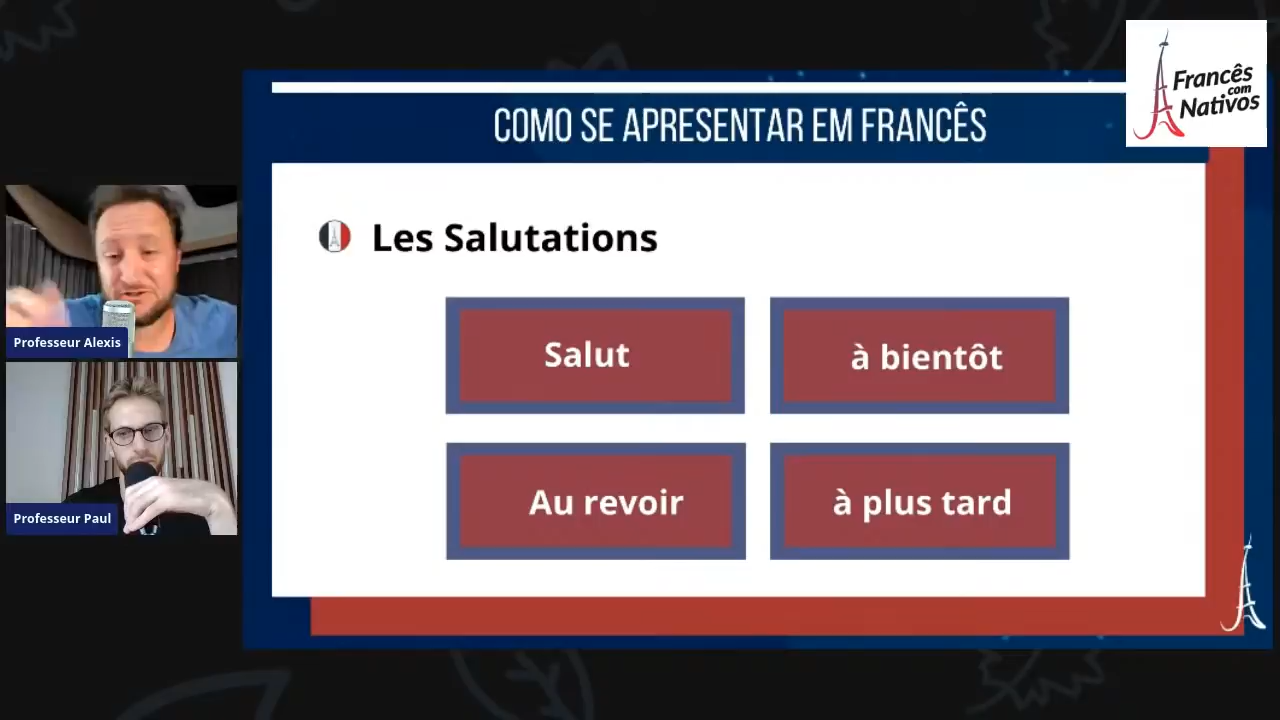 Francês
com
Nativos
COMO SE APRESENTAR EM FRANCÊS
Les Salutations
Salut
à bientôt
Au revoir
à plus tard
Professeur Alexis
Professeur Paul